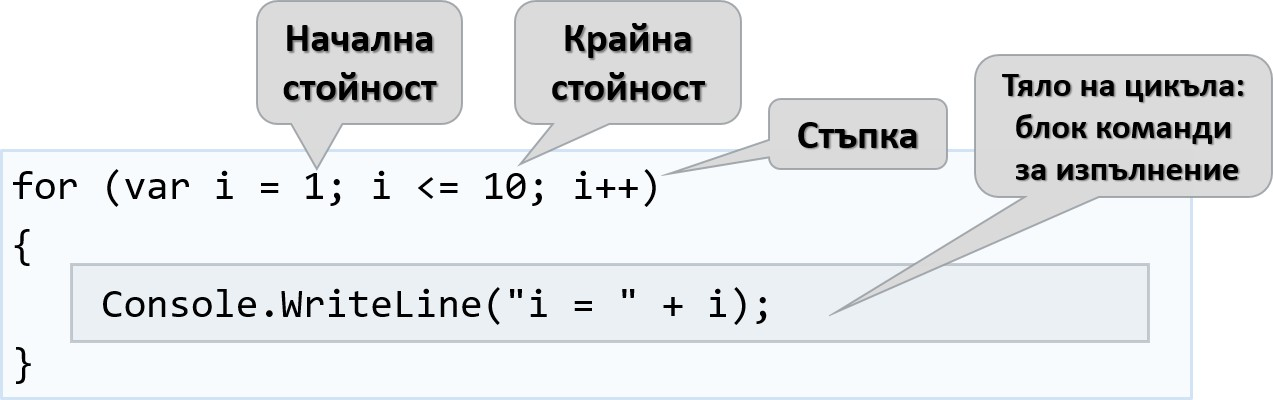 Начална
стойност
Крайна
стойност
Стъпка
Тяло на цикъла:
блок команди
за изпълнение
for (var i = 1; i <= 10; i++)
{
Console.WriteLine("i = " + i);
}